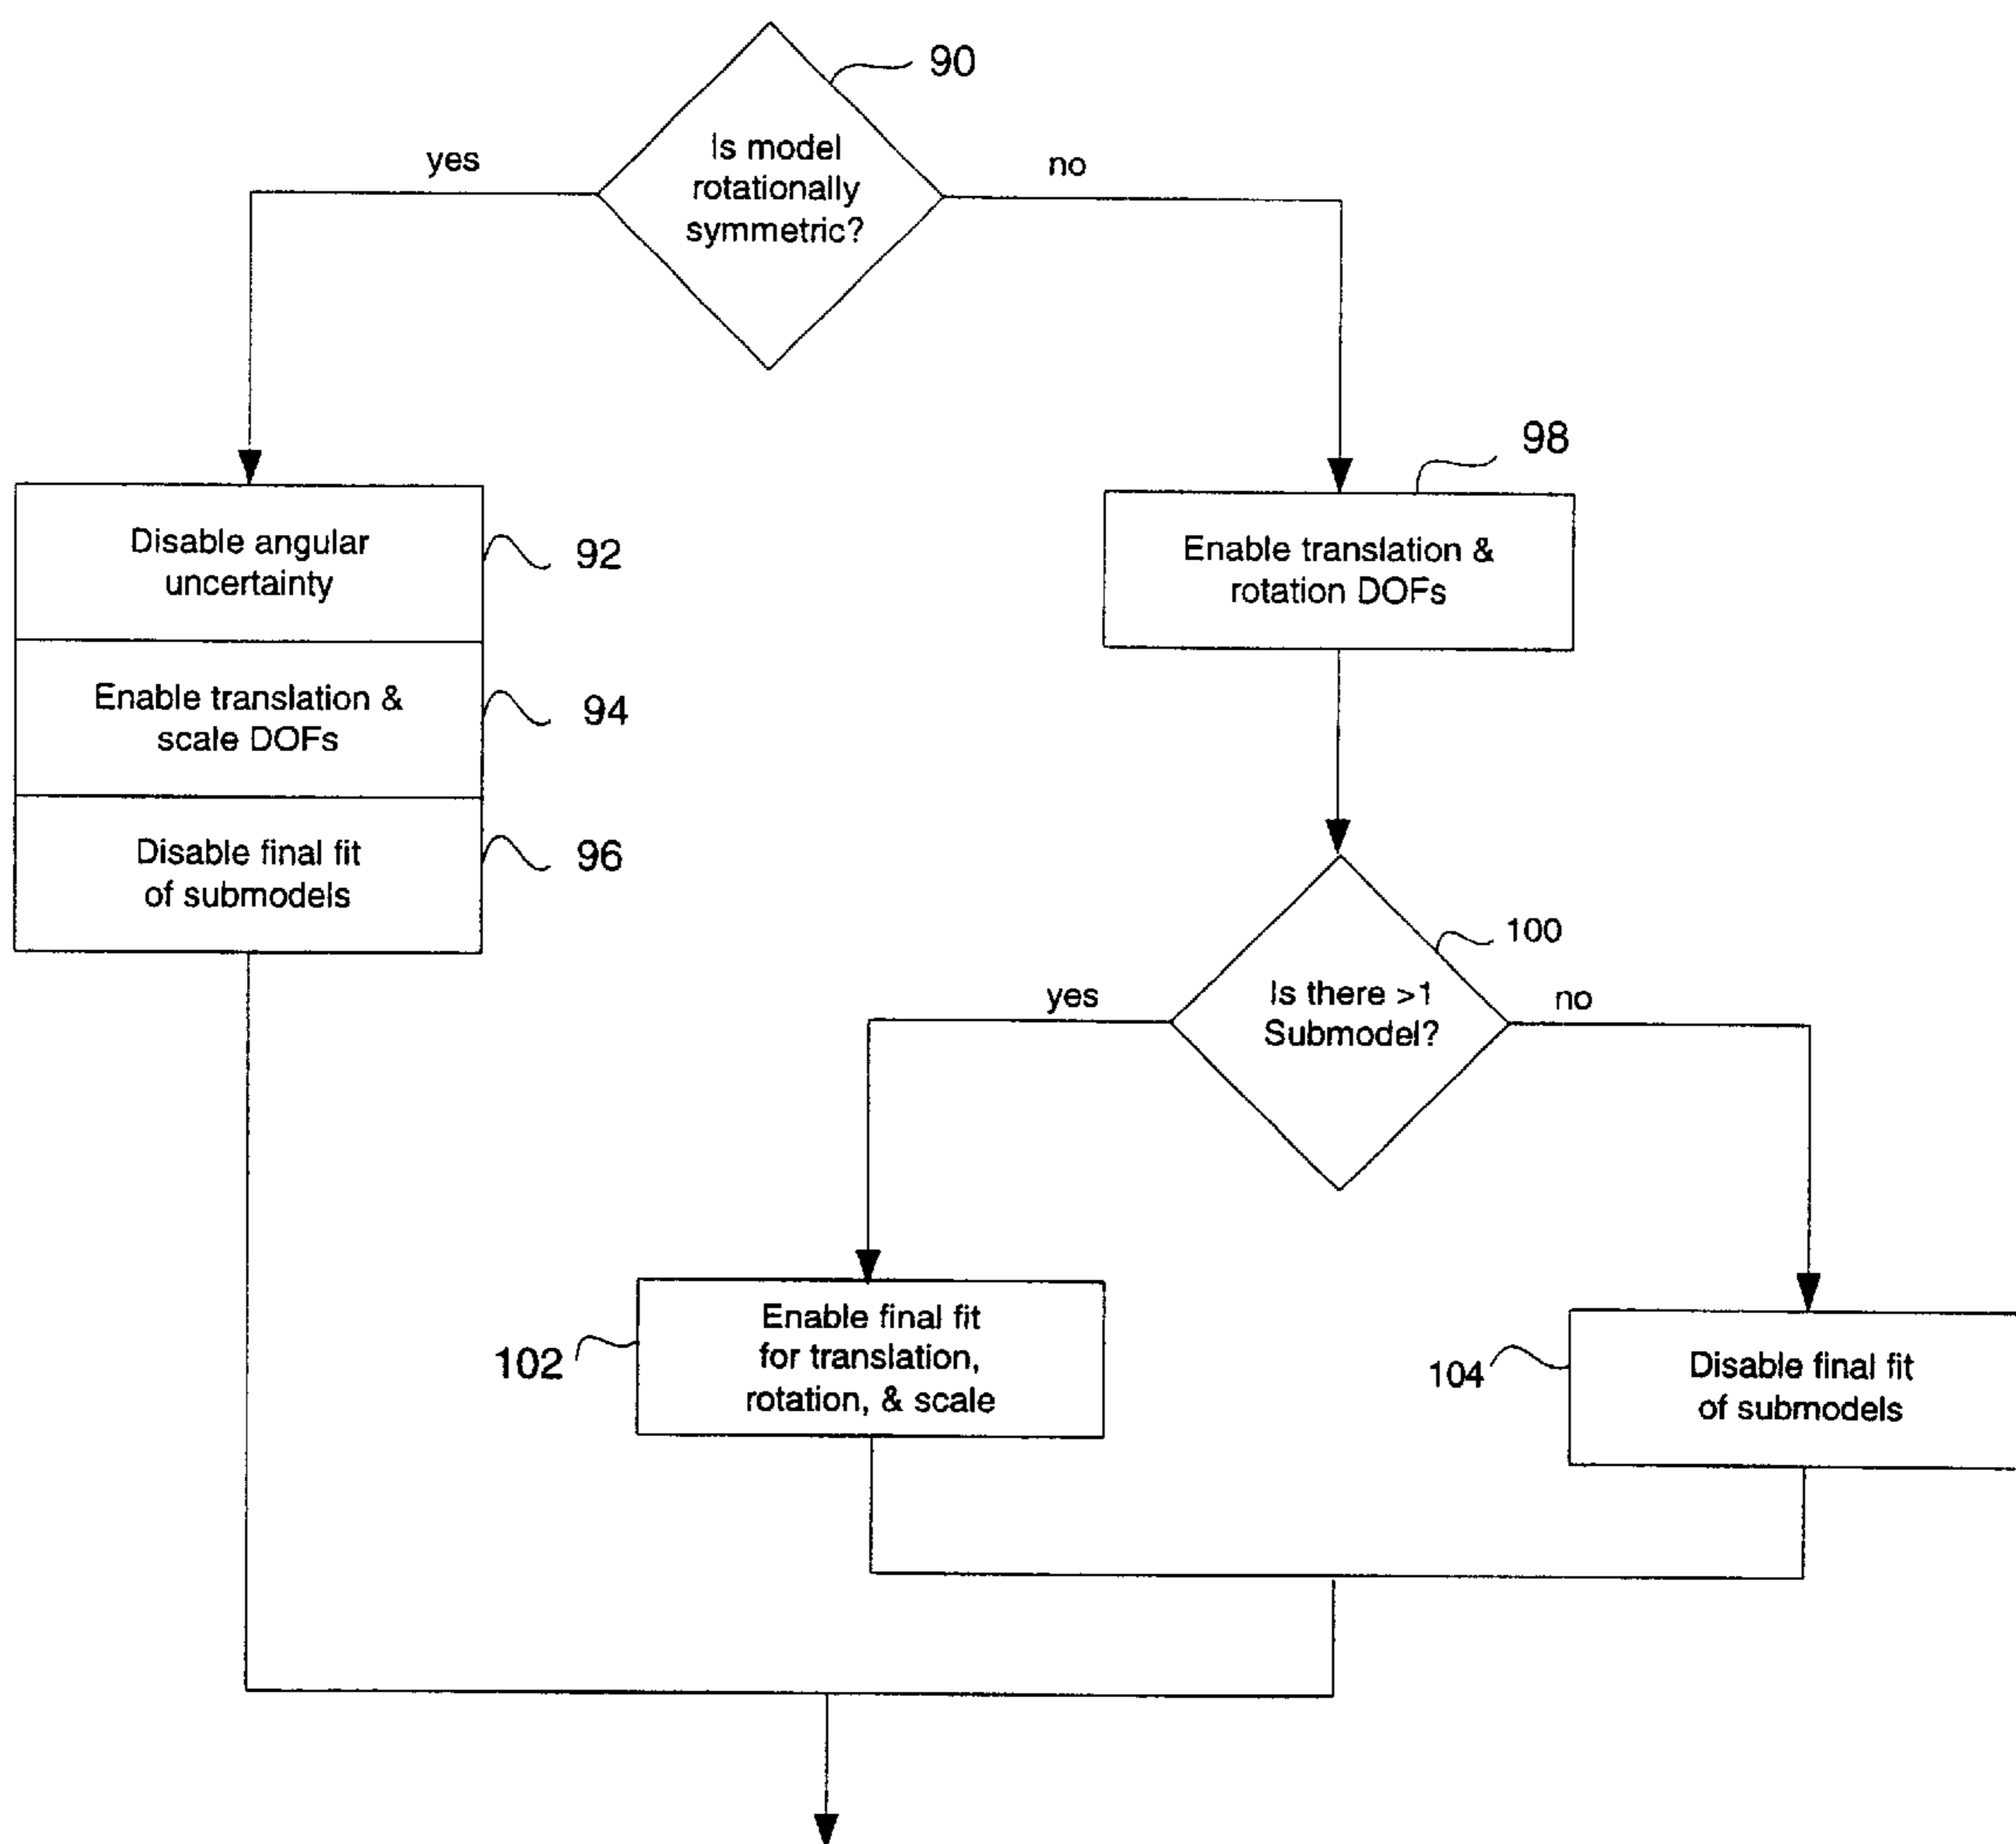 90
Is model
rotationally
symmetric?
yes
no
98
Disable angular
uncertainty
92
Enable translation &
rotation DOFs
Enable translation &
scale DOFs
94
Disable final fit
of submodels
96
100
Is there >1
Submodel?
yes
no
Enable final fit
for translation,
rotation, & scale
102
104
Disable final fit
of submodels